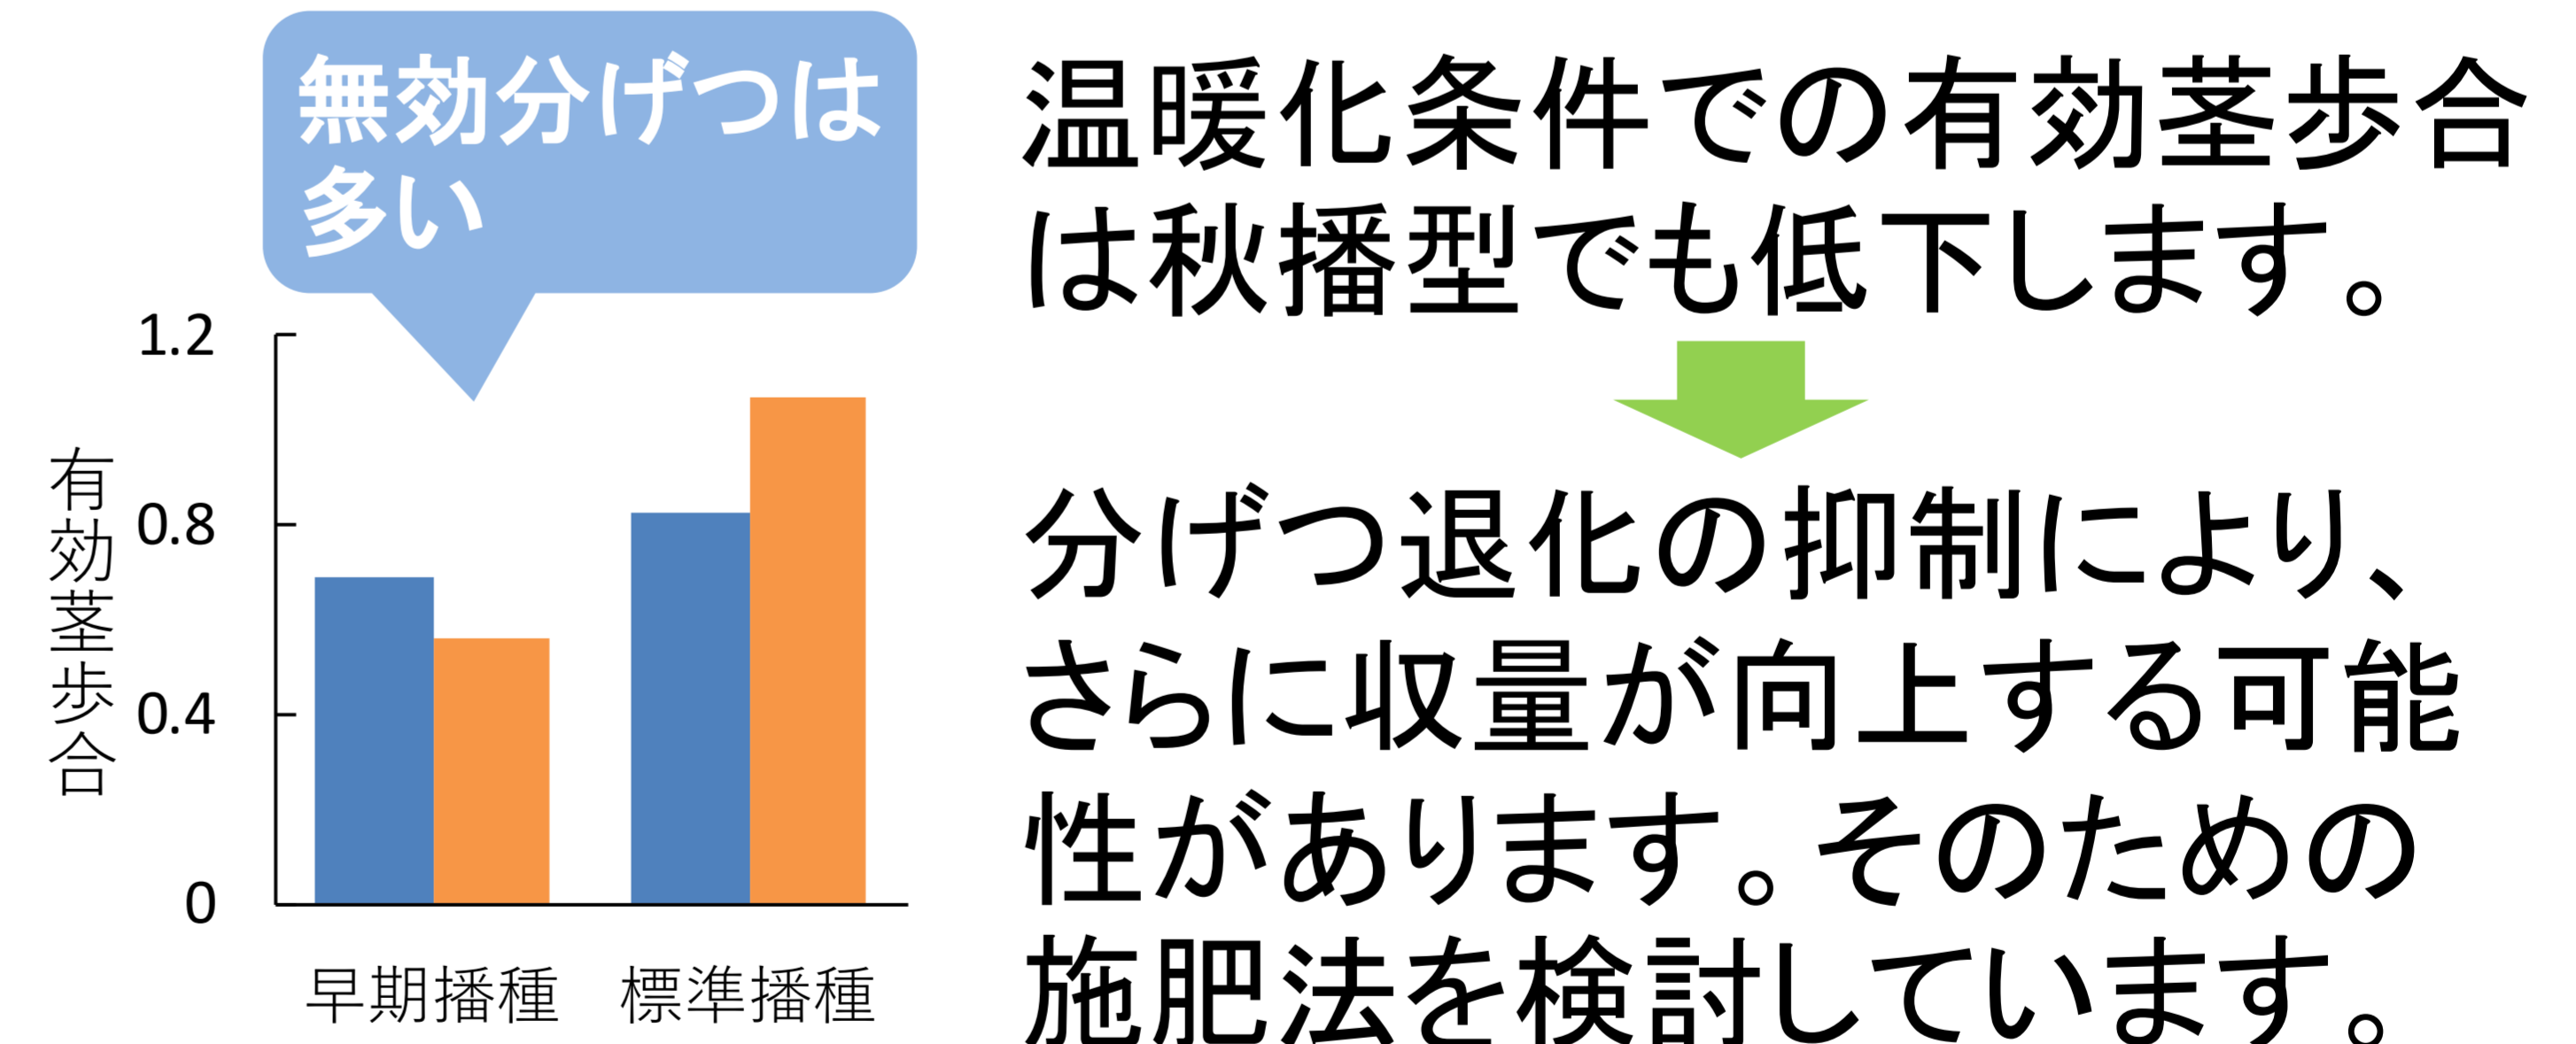 無効分げつは
多い
1.2
0.8
0.4
0
有効茎歩合
早期播種
標準播種
温暖化条件での有効茎歩合
は秋播型でも低下します。
分げつ退化の抑制により、
さらに収量が向上する可能
性があります。そのための
施肥法を検討しています。